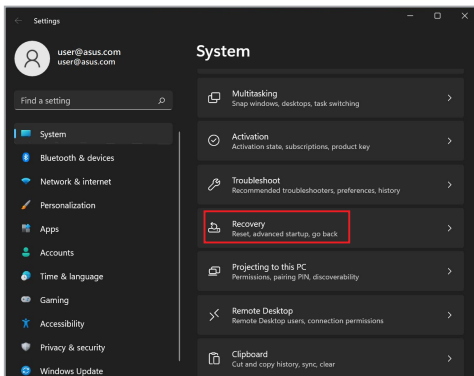 Settings
user@asus.com
user@asus.com
Find a setting
System
Bluetooth & devices
Network & internet
Personalization
Apps
Accounts
Time & language
Gaming
Accessibility
Privacy & security
Windows Update
System
Multitasking
Snap windows, desktops, task switching
Activation
Activation state, subscriptions, product key
Troubleshoot
Recommended troubleshooters, preferences, history
Recovery
Reset, advanced startup, go back
Projecting to this PC
Permissions, pairing PIN, discoverability
Remote Desktop
Remote Desktop users, connection permissions
Clipboard
Cut and copy history, sync, clear